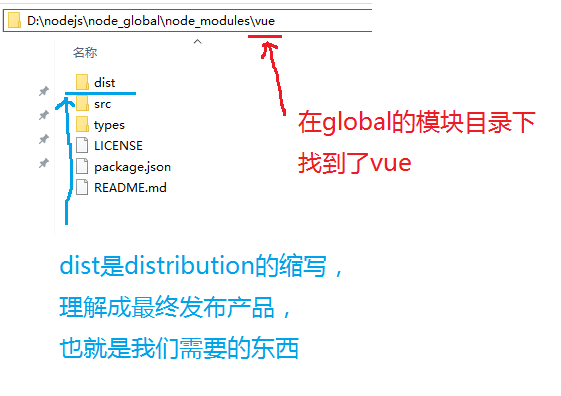 D:\nodejs\node_global\node_modules\vue
名称
dist
src
types
LICENSE
package.json
README.md
在global的模块目录下
找到了vue
dist是distribution的缩写，
理解成最终发布产品，
也就是我们需要的东西